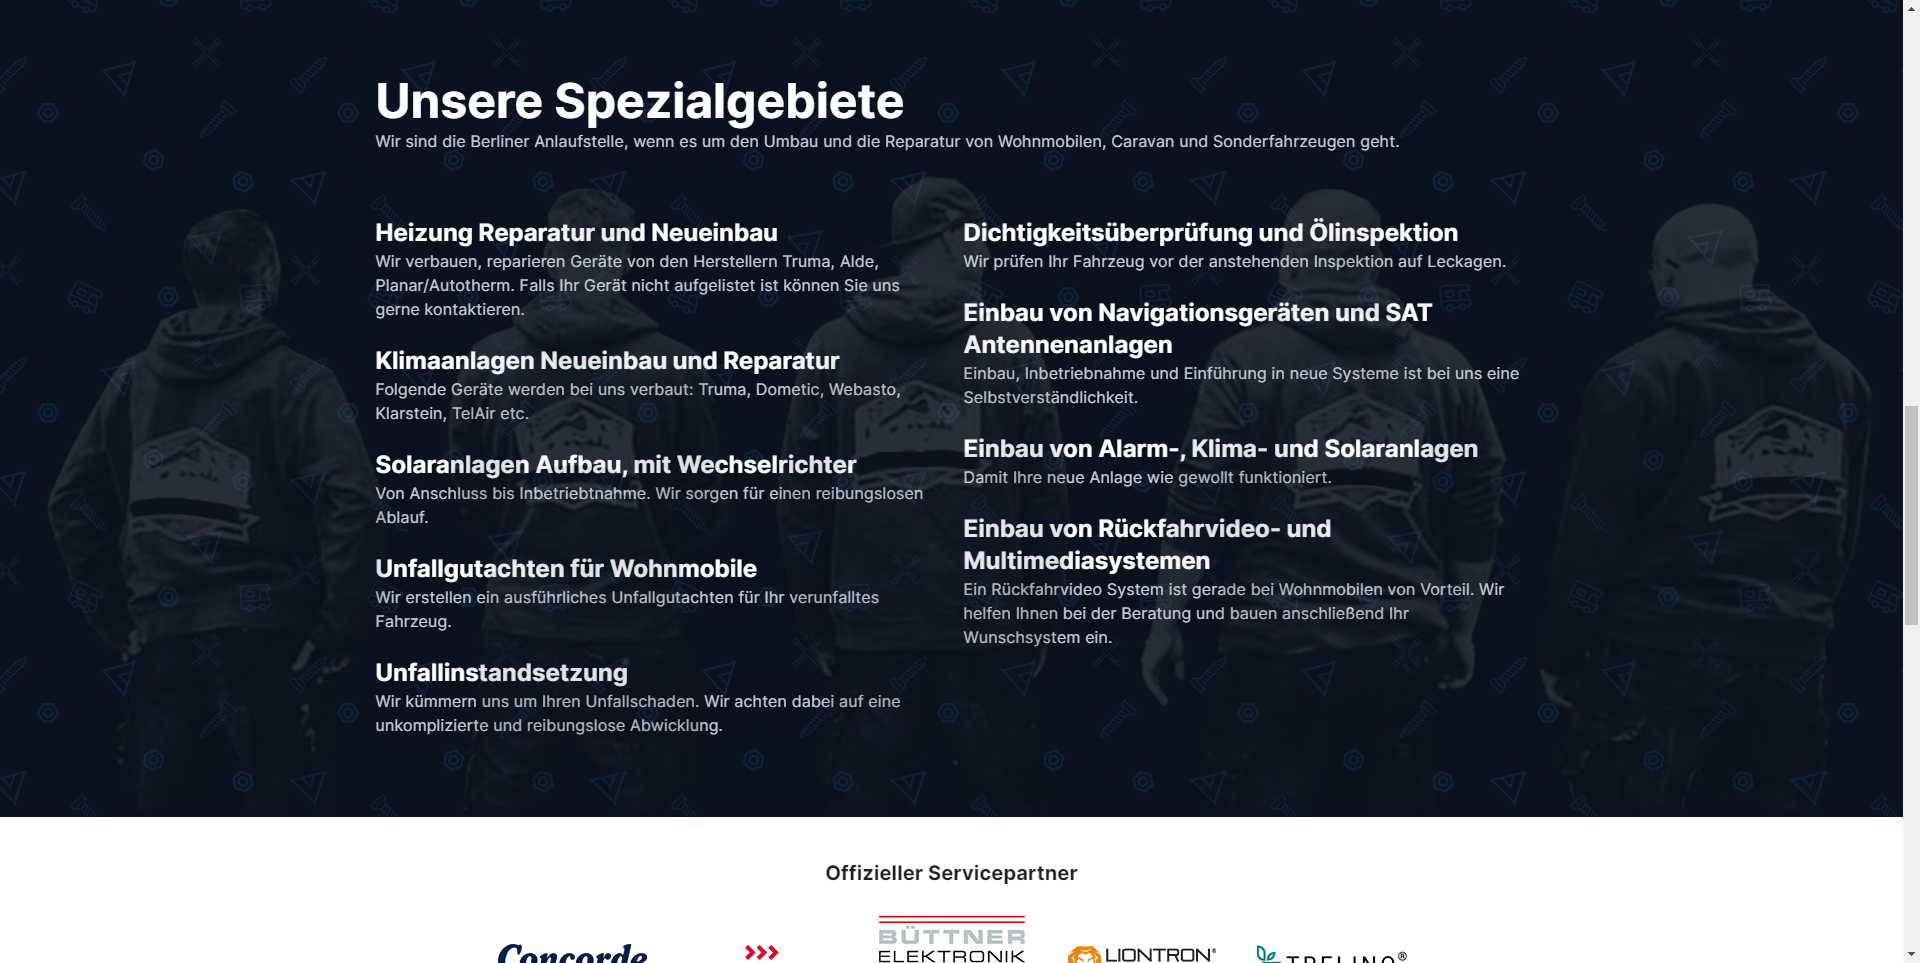 Unsere Spezialgebiete
Wir sind die Berliner Anlaufstelle, wenn es um den Umbau und die Reparatur von Wohnmobilen, Caravan und Sonderfahrzeugen geht.
Heizung Reparatur und Neueinbau
Wir verbauen, reparieren Geräte von den Herstellern Truma, Alde,
Planar/Autotherm. Falls Ihr Gerät nicht aufgelistet ist können Sie uns
gerne kontaktieren.
Klimaanlagen Neueinbau und Reparatur
Folgende Geräte werden bei uns verbaut: Truma, Dometic, Webasto,
Klarstein, TelAir etc.
Solaranlagen Aufbau, mit Wechselrichter
Von Anschluss bis Inbetriebtnahme. Wir sorgen für einen reibungslosen
Ablauf.
Unfallgutachten für Wohnmobile
Wir erstellen ein ausführliches Unfallgutachten für Ihr verunfalltes
Fahrzeug.
Unfallinstandsetzung
Wir kümmern uns um Ihren Unfallschaden. Wir achten dabei auf eine
unkomplizierte und reibungslose Abwicklung.
Dichtigkeitsüberprüfung und Ölinspektion
Wir prüfen Ihr Fahrzeug vor der anstehenden Inspektion auf Leckagen.
Einbau von Navigationsgeräten und SAT
Antennenanlagen
Einbau, Inbetriebnahme und Einführung in neue Systeme ist bei uns eine
Selbstverständlichkeit.
Einbau von Alarm-, Klima- und Solaranlagen
Damit Ihre neue Anlage wie gewollt funktioniert.
Einbau von Rückfahrvideo- und
Multimediasystemen
Ein Rückfahrvideo System ist gerade bei Wohnmobilen von Vorteil. Wir
helfen Ihnen bei der Beratung und bauen anschließend Ihr
Wunschsystem ein.
Offizieller Servicepartner
Concorde
BÜTTNER
ELEKTRONIK
LIONTRON®
TRELINO®